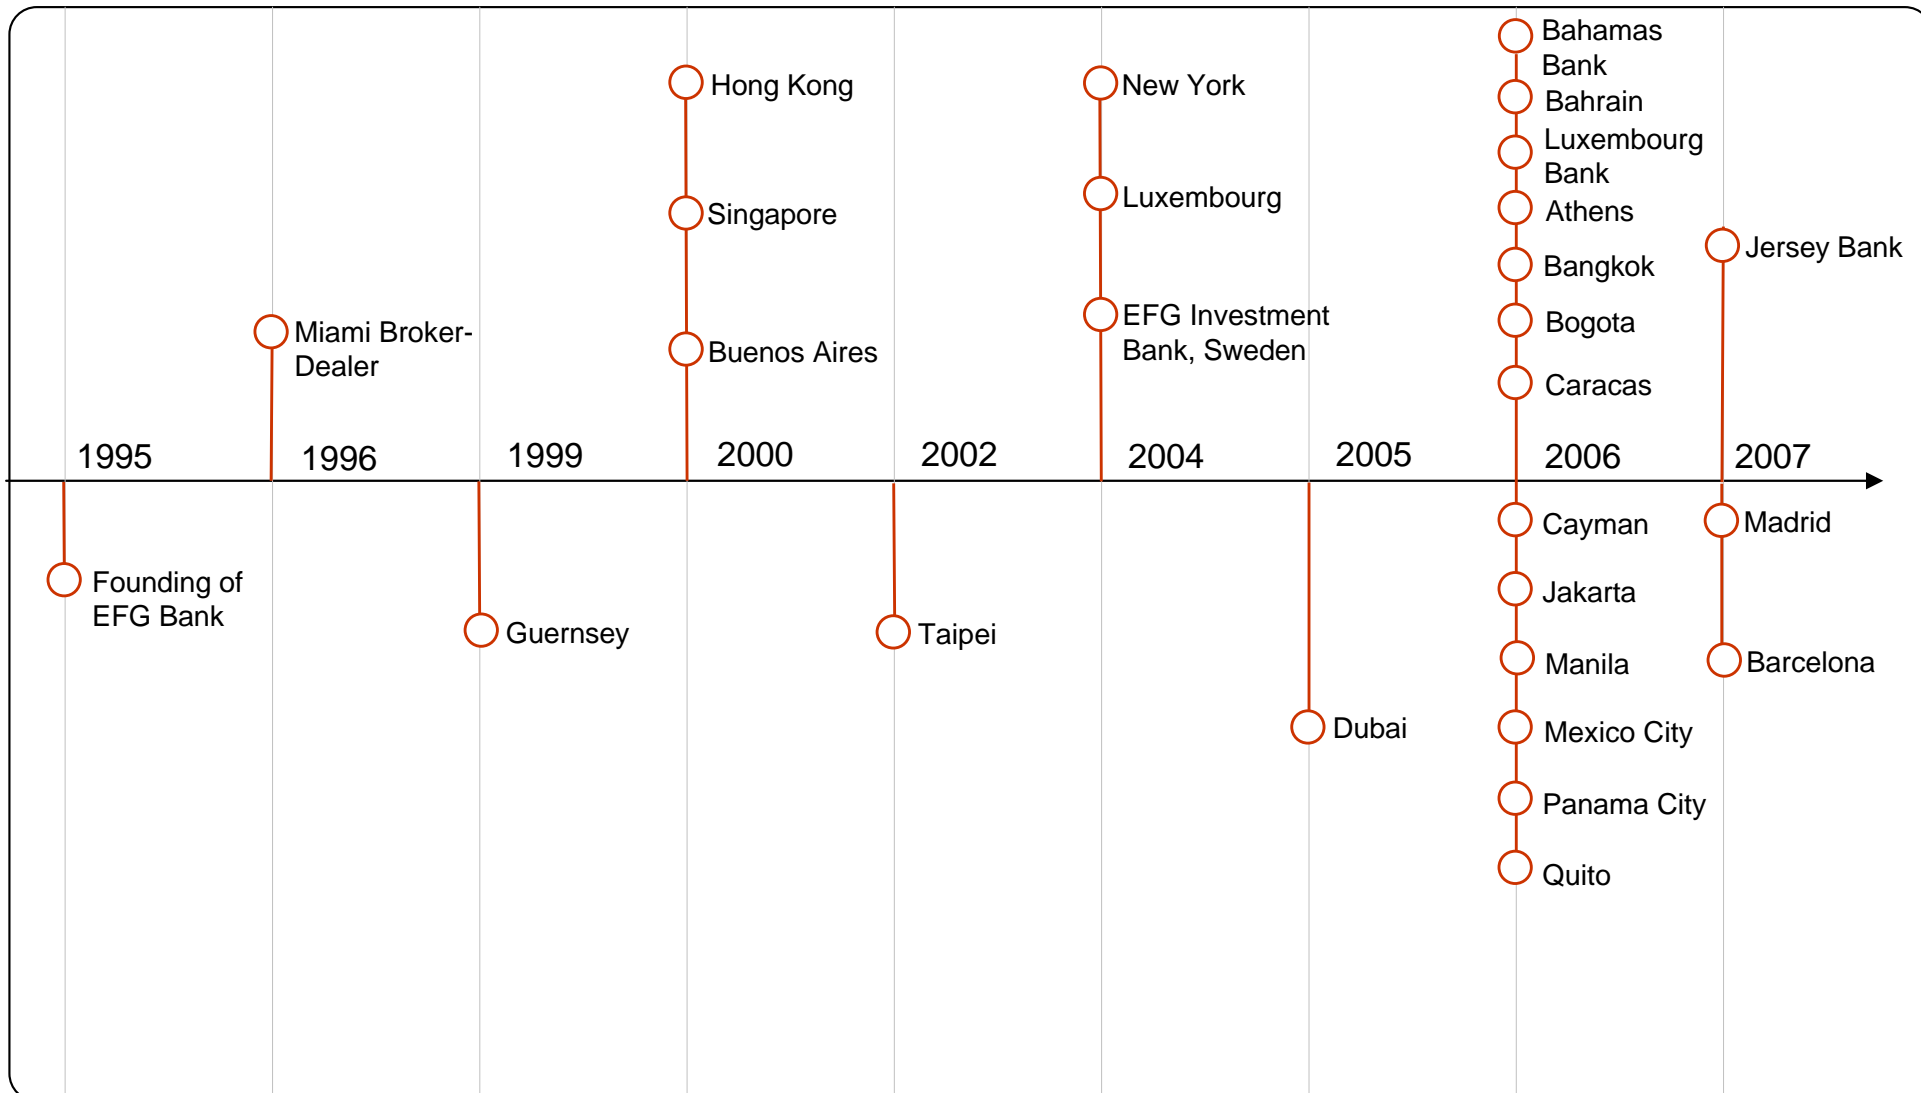 Bahamas
Bank
Hong Kong
New York
Bahrain
Luxembourg
Bank
Luxembourg
Singapore
Athens
Jersey Bank
Bangkok
EFG Investment
Bank, Sweden
Bogota
Miami Broker-
Dealer
Buenos Aires
Caracas
1995
1996
1999
2000
2002
2004
2005
2006
2007
Cayman
Madrid
Founding of
EFG Bank
Jakarta
Guernsey
Taipei
Manila
Barcelona
Dubai
Mexico City
Panama City
Quito